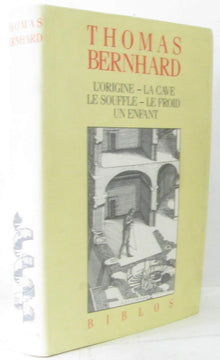 THOMAS
BERNHARD
L'ORIGINE - LA CAVE
LE SOUFFLE - LE FROID
UN ENFANT
BIBLOS